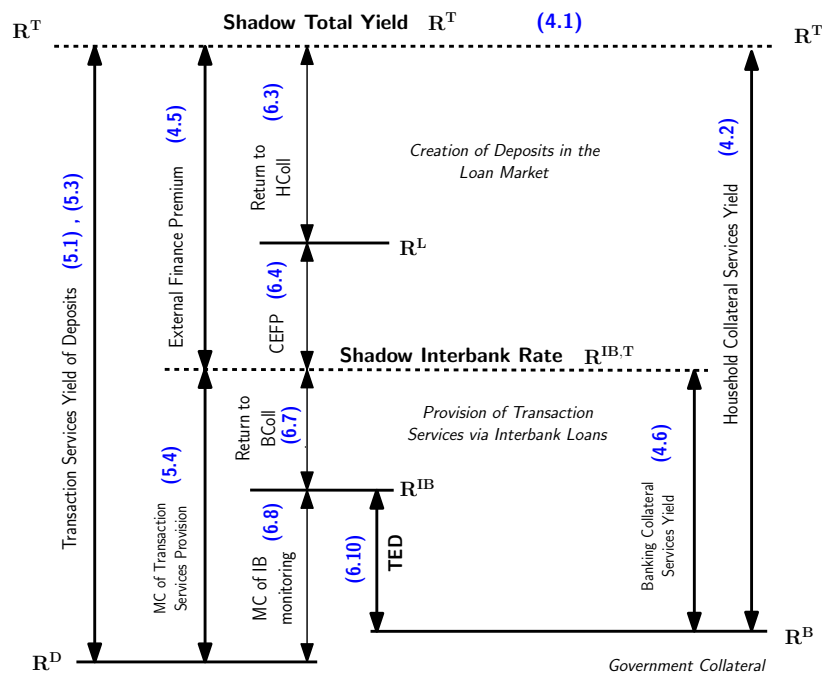 Shadow Total Yield R^T (4.1)
R^T
R^T
Transaction Services Yield of Deposits (5.1) , (5.3)
External Finance Premium (4.5)
Return to
HColl
(6.3)
Creation of Deposits in the
Loan Market
Household Collateral Services Yield (4.2)
R^L
CEFP (6.4)
Shadow Interbank Rate R^{IB,T}
MC of Transaction
Services Provision
(5.4)
Return to
BColl
(6.7)
Provision of Transaction
Services via Interbank Loans
Banking Collateral
Services Yield
(4.6)
R^{IB}
MC of IB
monitoring
(6.8)
(6.10)
TED
R^B
R^D
Government Collateral